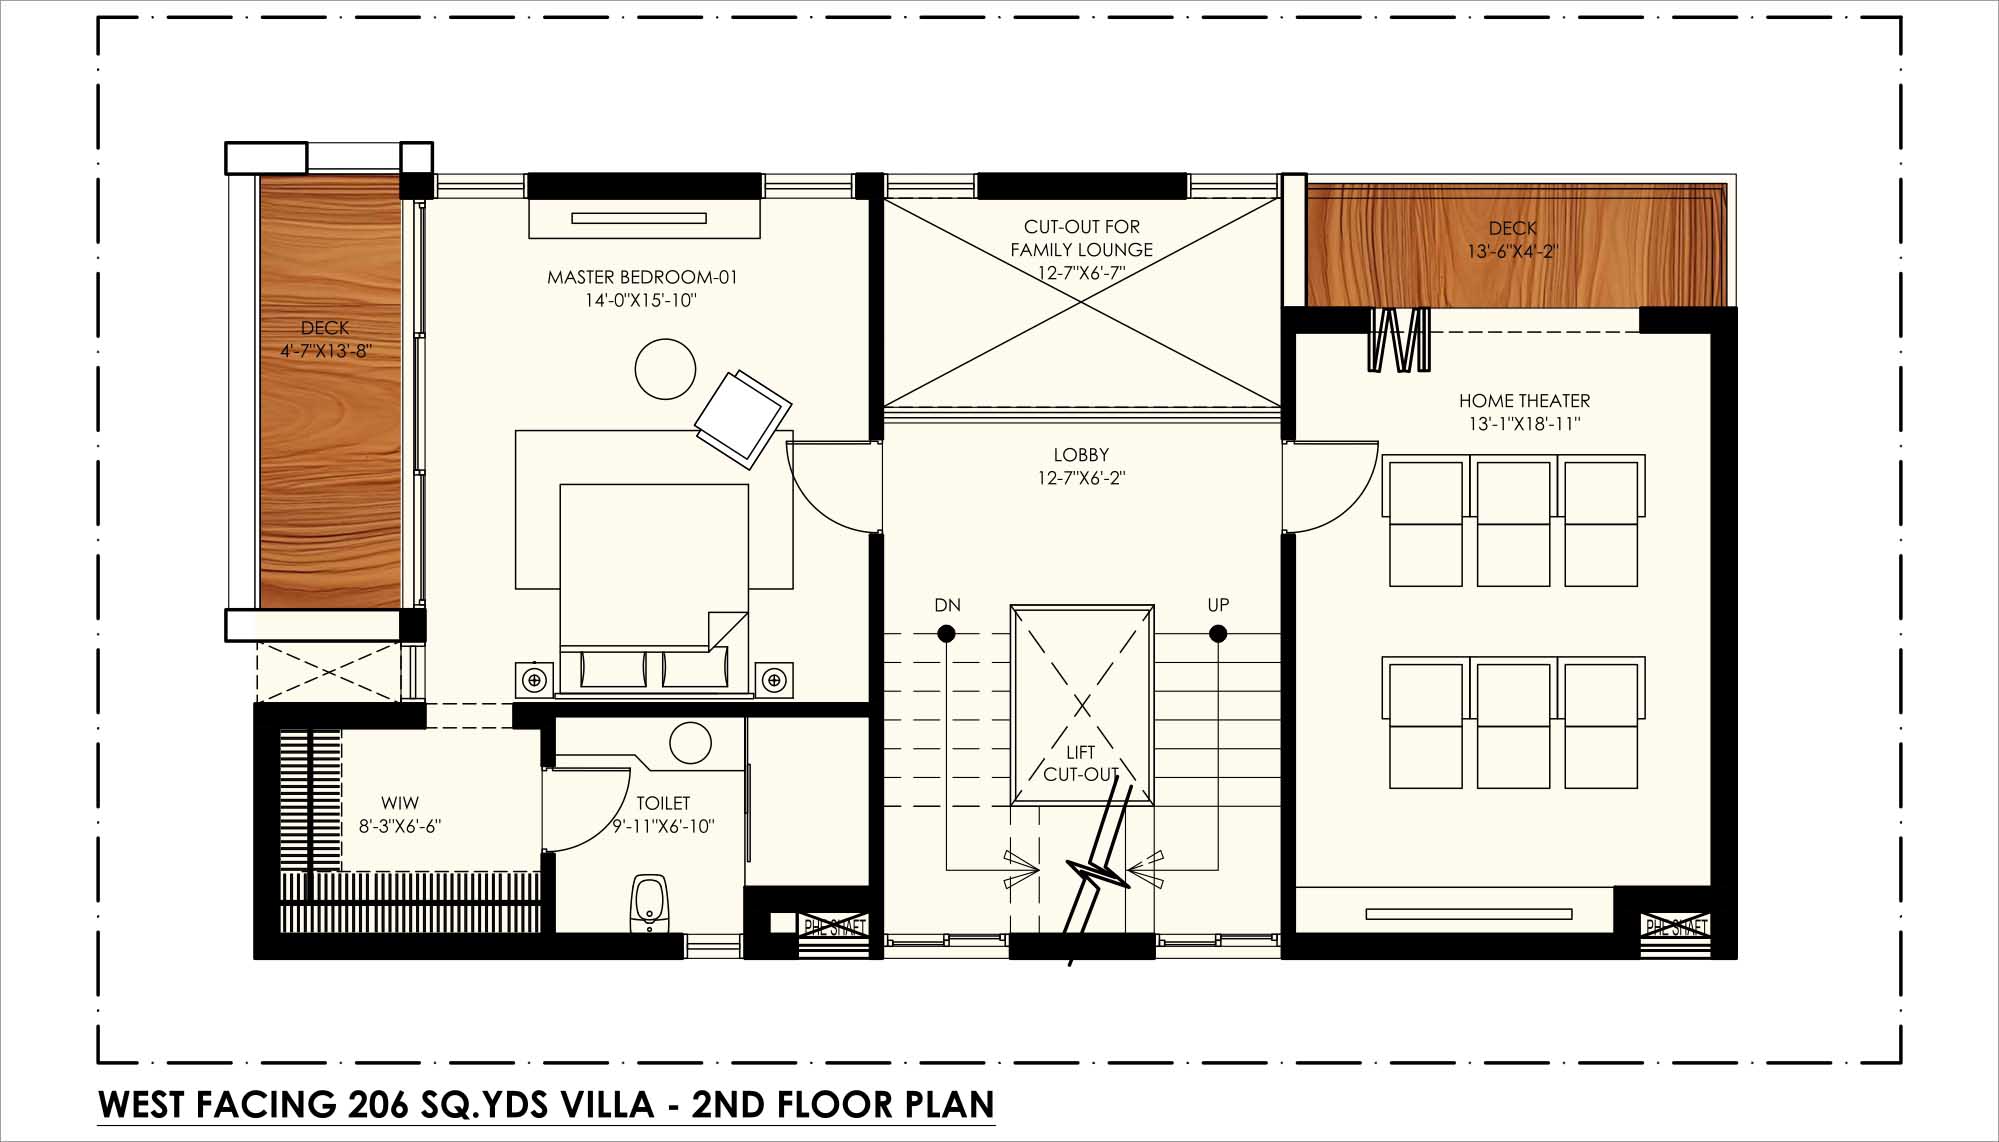 CUT-OUT FOR
FAMILY LOUNGE
12-7"X6'-7"
DECK
13'-6"X4'-2"
MASTER BEDROOM-01
14'-0"X15'-10"
DECK
4'-7"X13'-8"
HOME THEATER
13'-1"X18'-11"
LOBBY
12-7"X6'-2"
DN
UP
LIFT
CUT-OUT
WIW
8'-3"X6'-6"
TOILET
9'-11"X6'-10"
PHE SHAFT
PHE SHAFT
WEST FACING 206 SQ.YDS VILLA - 2ND FLOOR PLAN